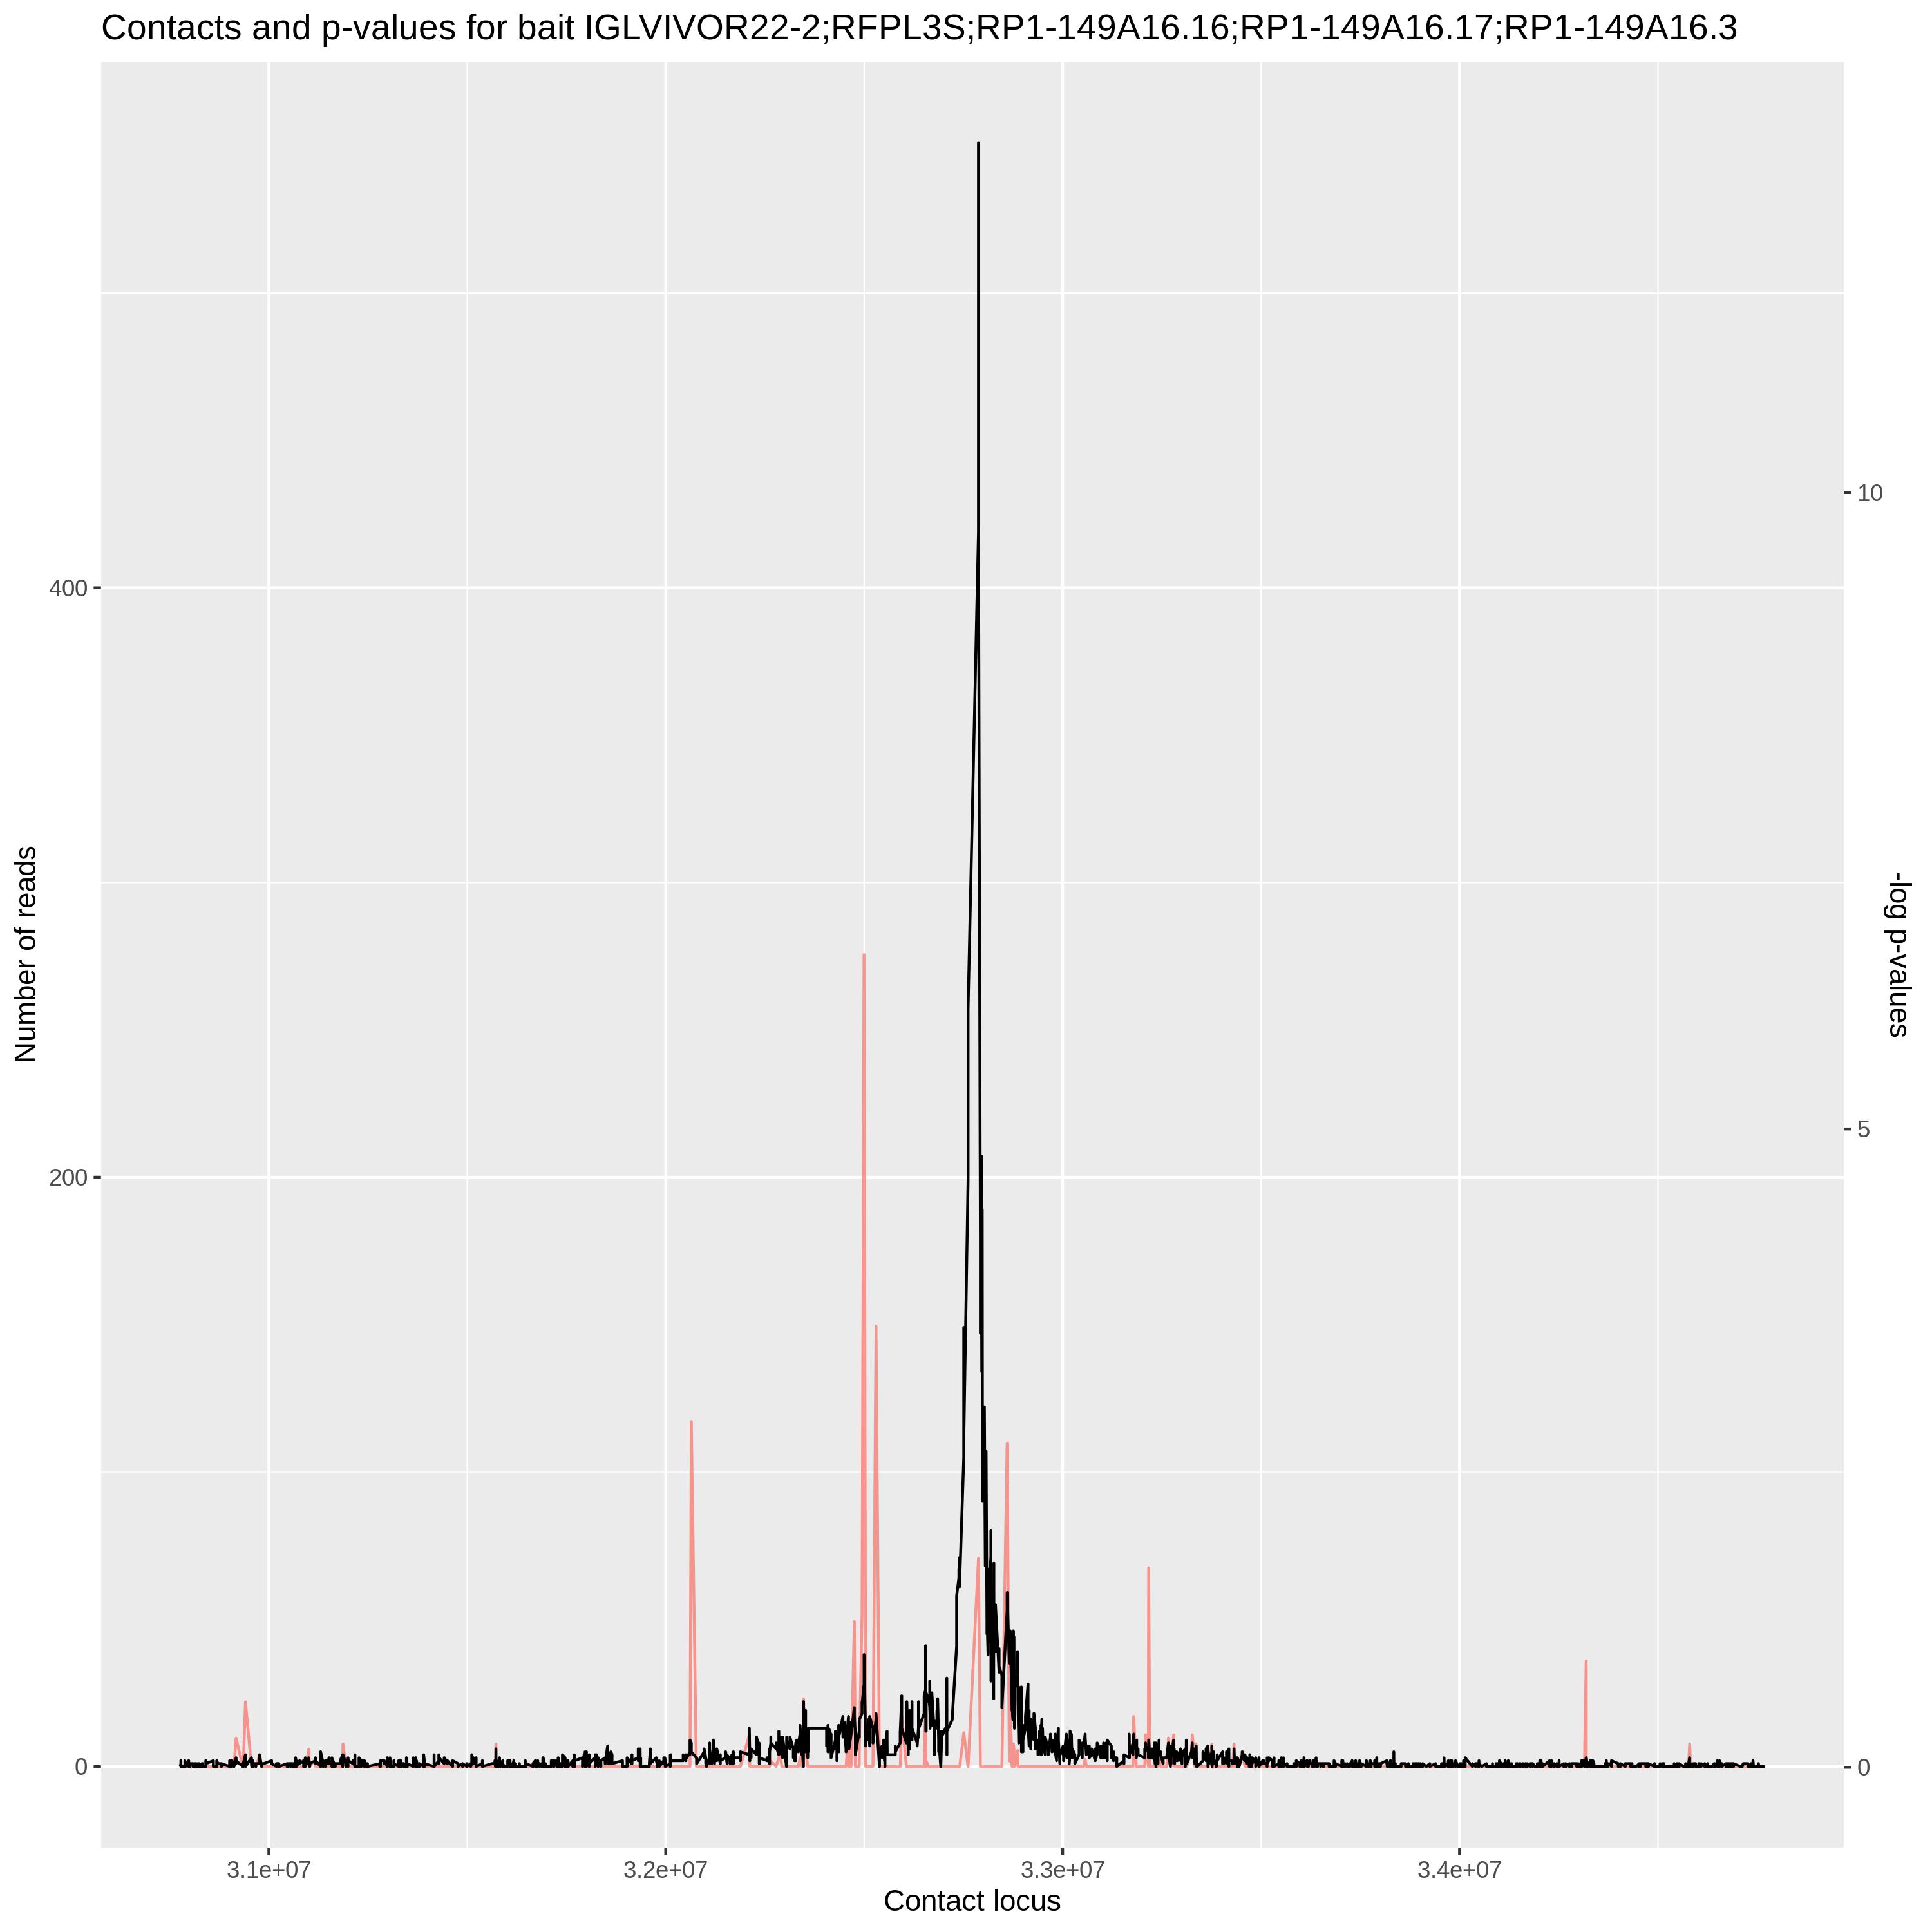 Contacts and p-values for bait IGLVIVOR22-2;RFPL3S;RP1-149A16.16;RP1-149A16.17;RP1-149A16.3
Number of reads
400
200
0
10
5
0
-log p-values
3.1e+07 3.2e+07 3.3e+07 3.4e+07
Contact locus